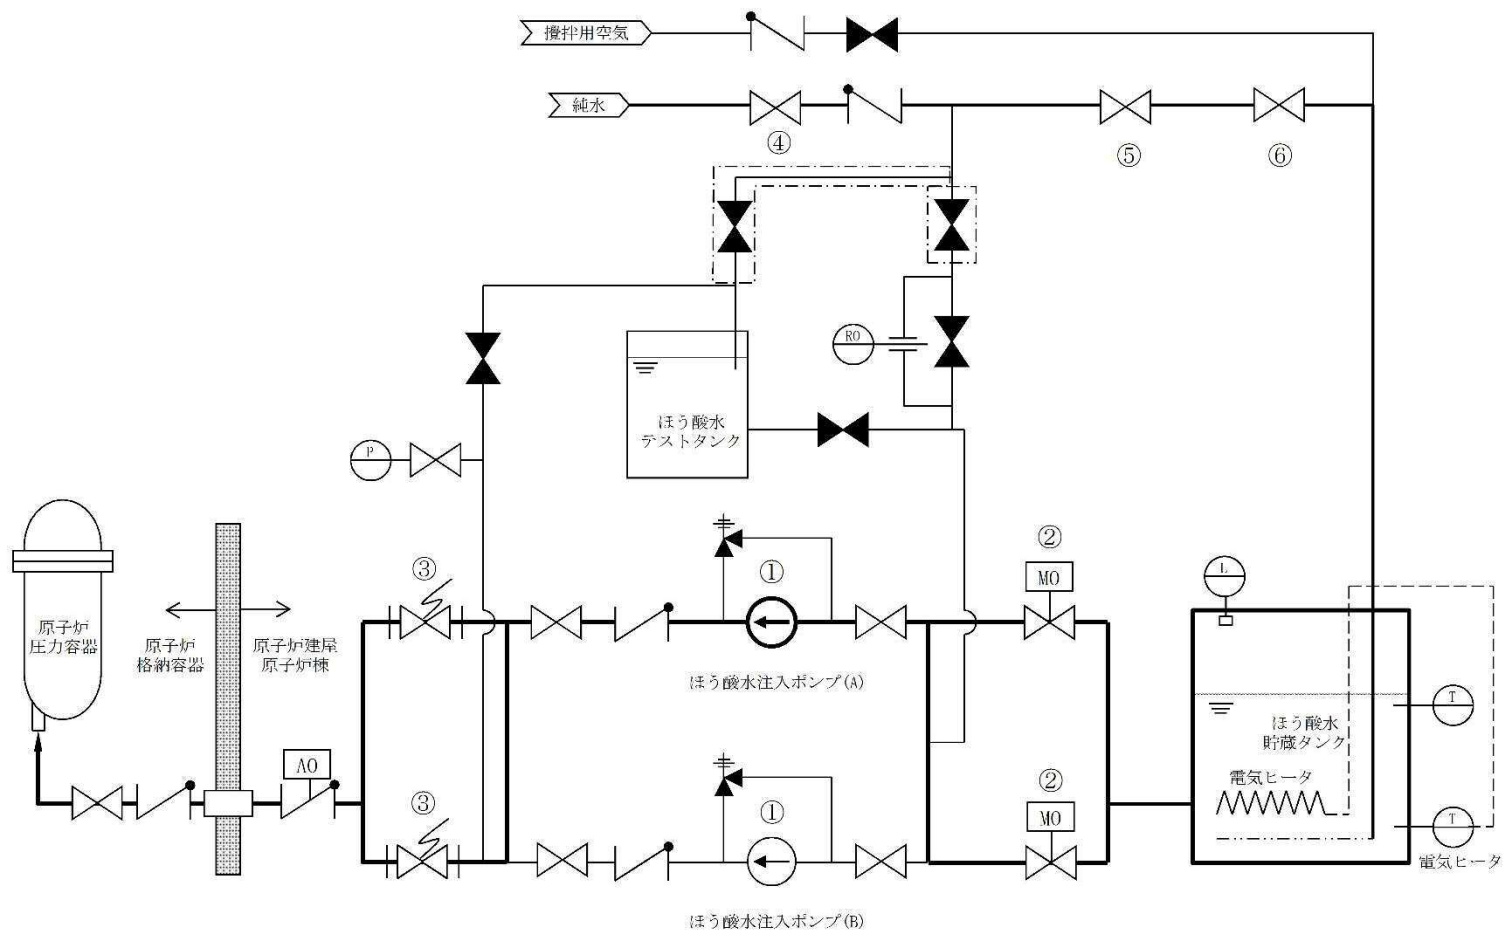 攪拌用空気
純水
④
⑤
⑥
RO
ほう酸水
テストタンク
P
②
①
③
MO
L
原子炉
圧力容器
原子炉
格納容器
原子炉建屋
原子炉棟
ほう酸水注入ポンプ(A)
T
ほう酸水
貯蔵タンク
AO
電気ヒータ
②
③
①
MO
T
電気ヒータ
ほう酸水注入ポンプ(B)